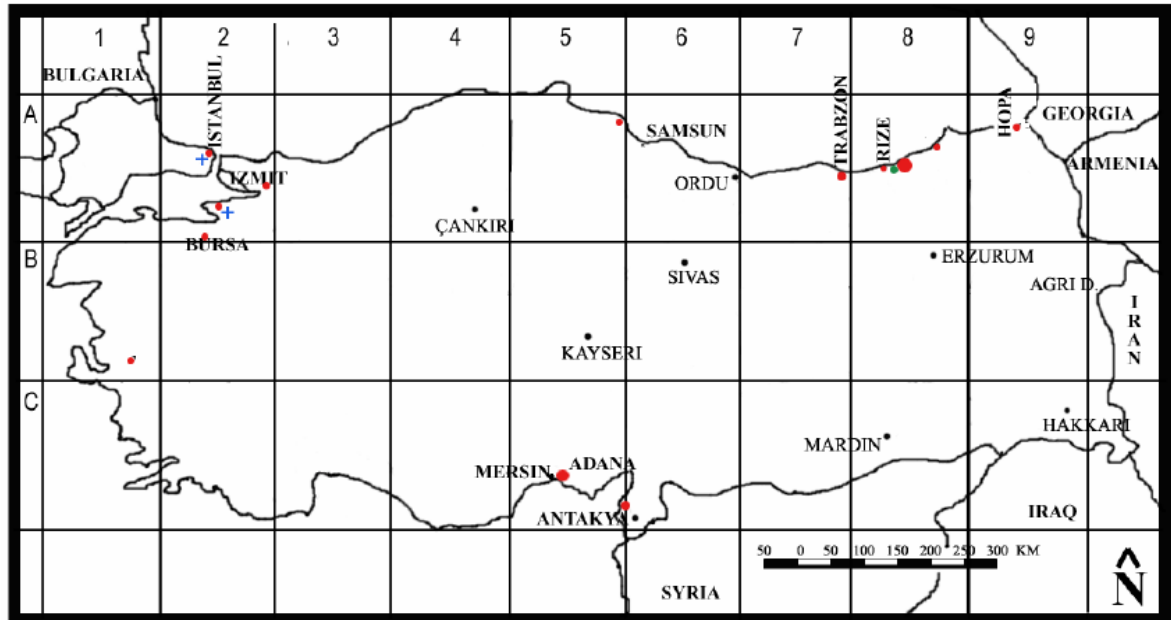 1 2 3 4 5 6 7 8 9
BULGARIA
A
ISTANBUL
IZMIT
BURSA
SAMSUN
ORDU
ÇANKIRI
TRABZON
RIZE
HOPA
GEORGIA
ARMENIA
B
SIVAS
ERZURUM
AGRI D.
IRAN
KAYSERI
C
MERSIN
ADANA
ANTAKYA
MARDIN
HAKKARI
IRAQ
SYRIA
50 0 50 100 150 200 250 300 KM
N